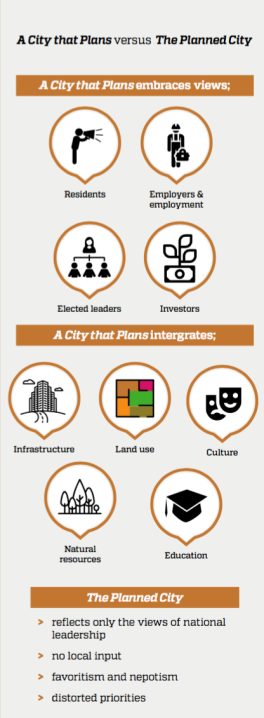 A City that Plans versus The Planned City
A City that Plans embraces views;
Residents
Employers &
employment
Elected leaders
Investors
A City that Plans intergrates;
Infrastructure
Land use
Culture
Natural
resources
Education
The Planned City
> reflects only the views of national
leadership
> no local input
> favoritism and nepotism
> distorted priorities